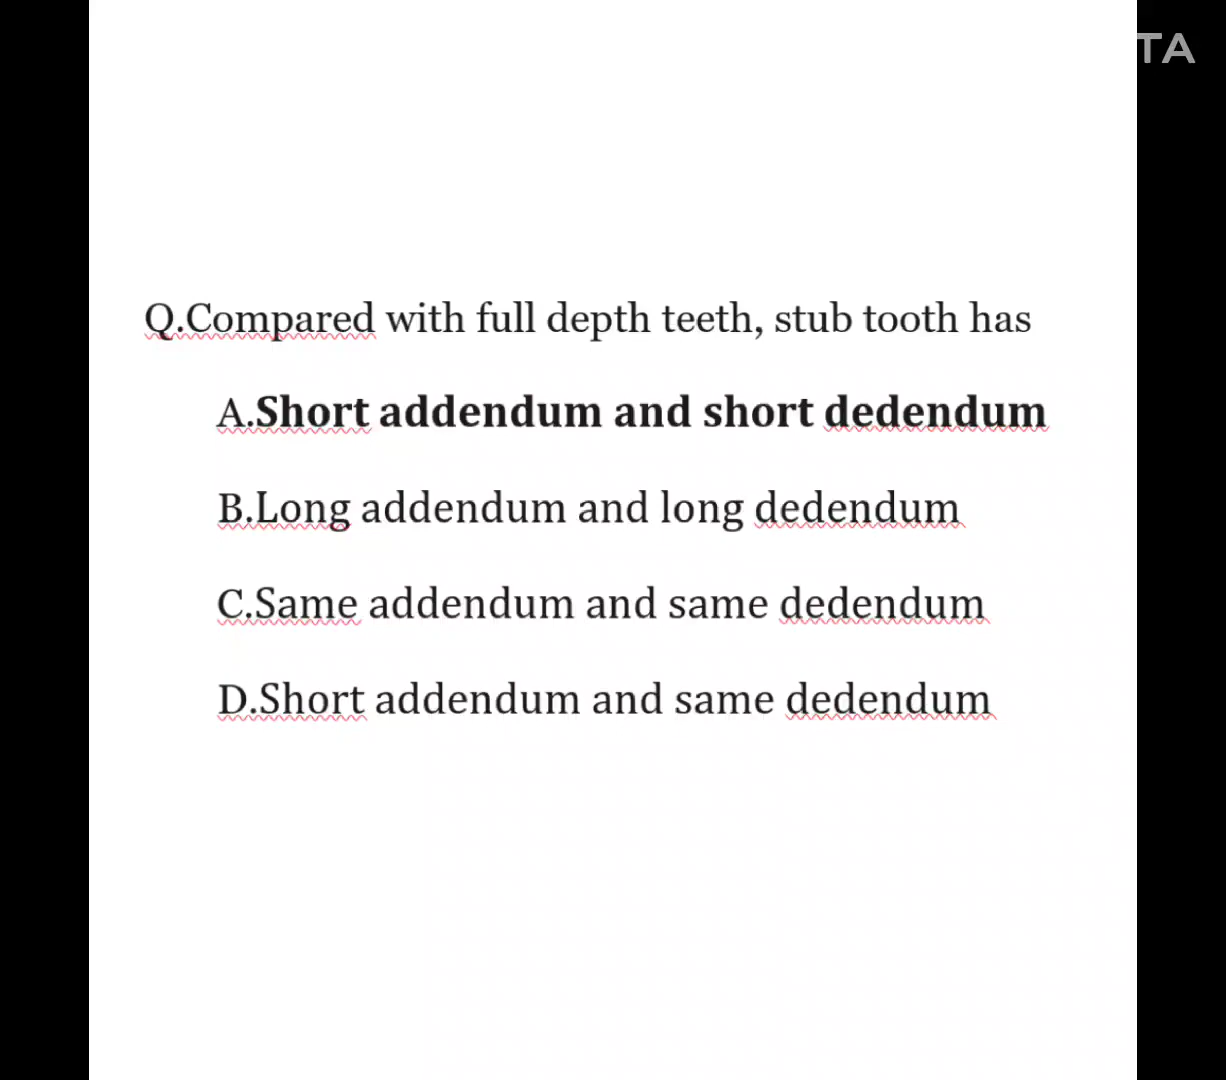 TA
Q.Compared with full depth teeth, stub tooth has
A.Short addendum and short dedendum
B.Long addendum and long dedendum
C.Same addendum and same dedendum
D.Short addendum and same dedendum